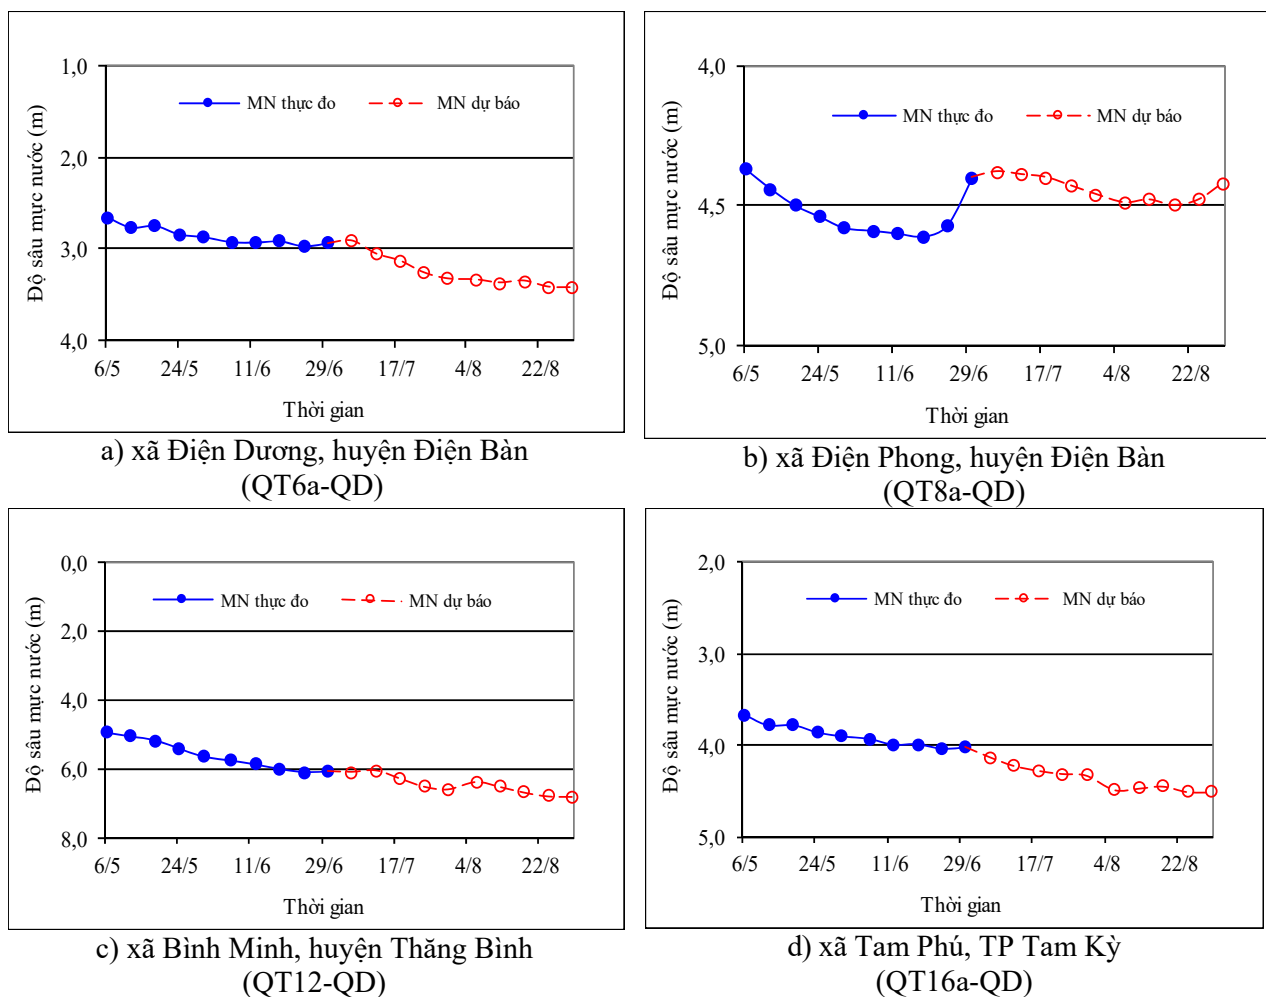 1,0
MN thực đo
MN dự báo
2,0
3,0
4,0
Độ sâu mực nước (m)
6/5 24/5 11/6 29/6 17/7 4/8 22/8
Thời gian
a) xã Điện Dương, huyện Điện Bàn
(QT6a-QD)
4,0
MN thực đo
MN dự báo
4,5
5,0
Độ sâu mực nước (m)
6/5 24/5 11/6 29/6 17/7 4/8 22/8
Thời gian
b) xã Điện Phong, huyện Điện Bàn
(QT8a-QD)
0,0
MN thực đo
MN dự báo
2,0
4,0
6,0
8,0
Độ sâu mực nước (m)
6/5 24/5 11/6 29/6 17/7 4/8 22/8
Thời gian
c) xã Bình Minh, huyện Thăng Bình
(QT12-QD)
2,0
MN thực đo
MN dự báo
3,0
4,0
5,0
Độ sâu mực nước (m)
6/5 24/5 11/6 29/6 17/7 4/8 22/8
Thời gian
d) xã Tam Phú, TP Tam Kỳ
(QT16a-QD)